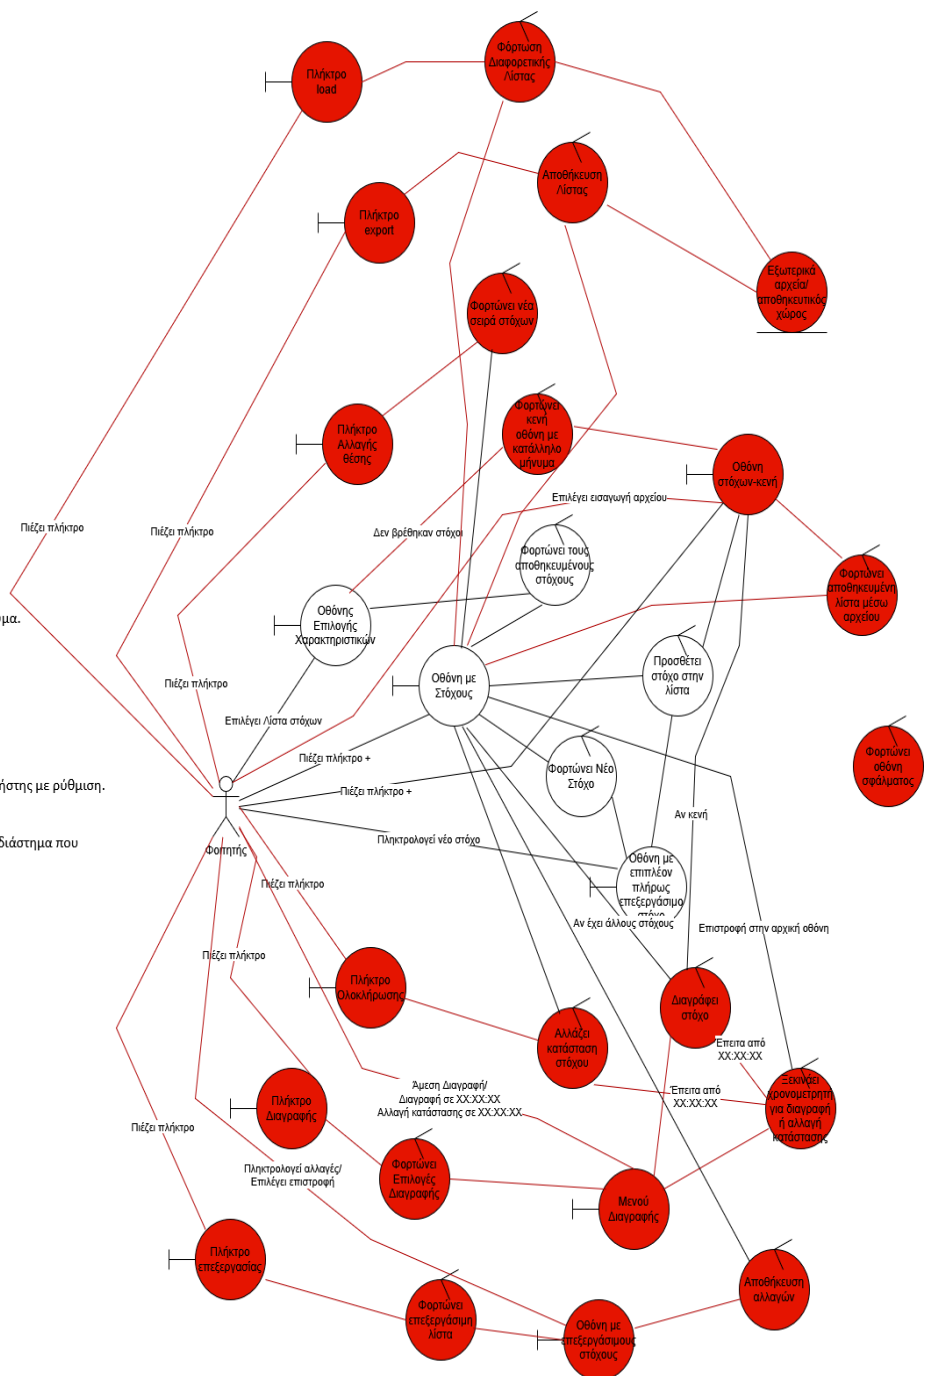 Πλήκτρο
load
Φόρτωση
Διαφορετικής
Λίστας
Αποθήκευση
Λίστας
Πλήκτρο
export
Εξωτερικά
αρχεία/
αποθηκευτικός
χώρος
Φορτώνει νέα
σειρά στόχων
Φορτώνει
κενή
οθόνη με
κατάλληλο
μήνυμα
Πλήκτρο
Αλλαγής
θέσης
Οθόνη
στόχων-κενή
Επιλέγει εισαγωγή αρχείου
Πιέζει πλήκτρο
Πιέζει πλήκτρο
Δεν βρέθηκαν στόχοι
Φορτώνει τους
αποθηκευμένους
στόχους
Φορτώνει
αποθηκευμένη
λίστα μέσω
αρχείου
Οθόνης
Επιλογής
Χαρακτηριστικών
μα.
Πιέζει πλήκτρο
Οθόνη με
Στόχους
Προσθέτει
στόχο στην
λίστα
Επιλέγει Λίστα στόχων
Πιέζει πλήκτρο +
Φορτώνει Νέο
Στόχο
Φορτώνει
οθόνη
σφάλματος
ήστης με ρύθμιση.
Πιέζει πλήκτρο +
Αν κενή
διάστημα που
Φοπητής
Πληκτρολογεί νέο στόχο
Οθόνη με
επιπλέον
πλήρως
επεξεργάσιμο
στόχο
Πιέζει πλήκτρο
Αν έχει άλλους στόχους
Επιστροφή στην αρχική οθόνη
Πιέζει πλήκτρο
Πλήκτρο
Ολοκλήρωσης
Διαγράφει
στόχο
Αλλάζει
κατάσταση
στόχου
Έπειτα από
XX:XX:XX
Άμεση Διαγραφή/
Διαγραφή σε XX:XX:XX
Αλλαγή κατάστασης σε XX:XX:XX
Έπειτα από
XX:XX:XX
Ξεκινάει
χρονομετρητή
για διαγραφή
ή αλλαγή
κατάστασης
Πλήκτρο
Διαγραφής
Πιέζει πλήκτρο
Πληκτρολογεί αλλαγές/
Επιλέγει επιστροφή
Φορτώνει
Επιλογές
Διαγραφής
Μενού
Διαγραφής
Πλήκτρο
επεξεργασίας
Αποθήκευση
αλλαγών
Φορτώνει
επεξεργάσιμη
λίστα
Οθόνη με
επεξεργάσιμους
στόχους